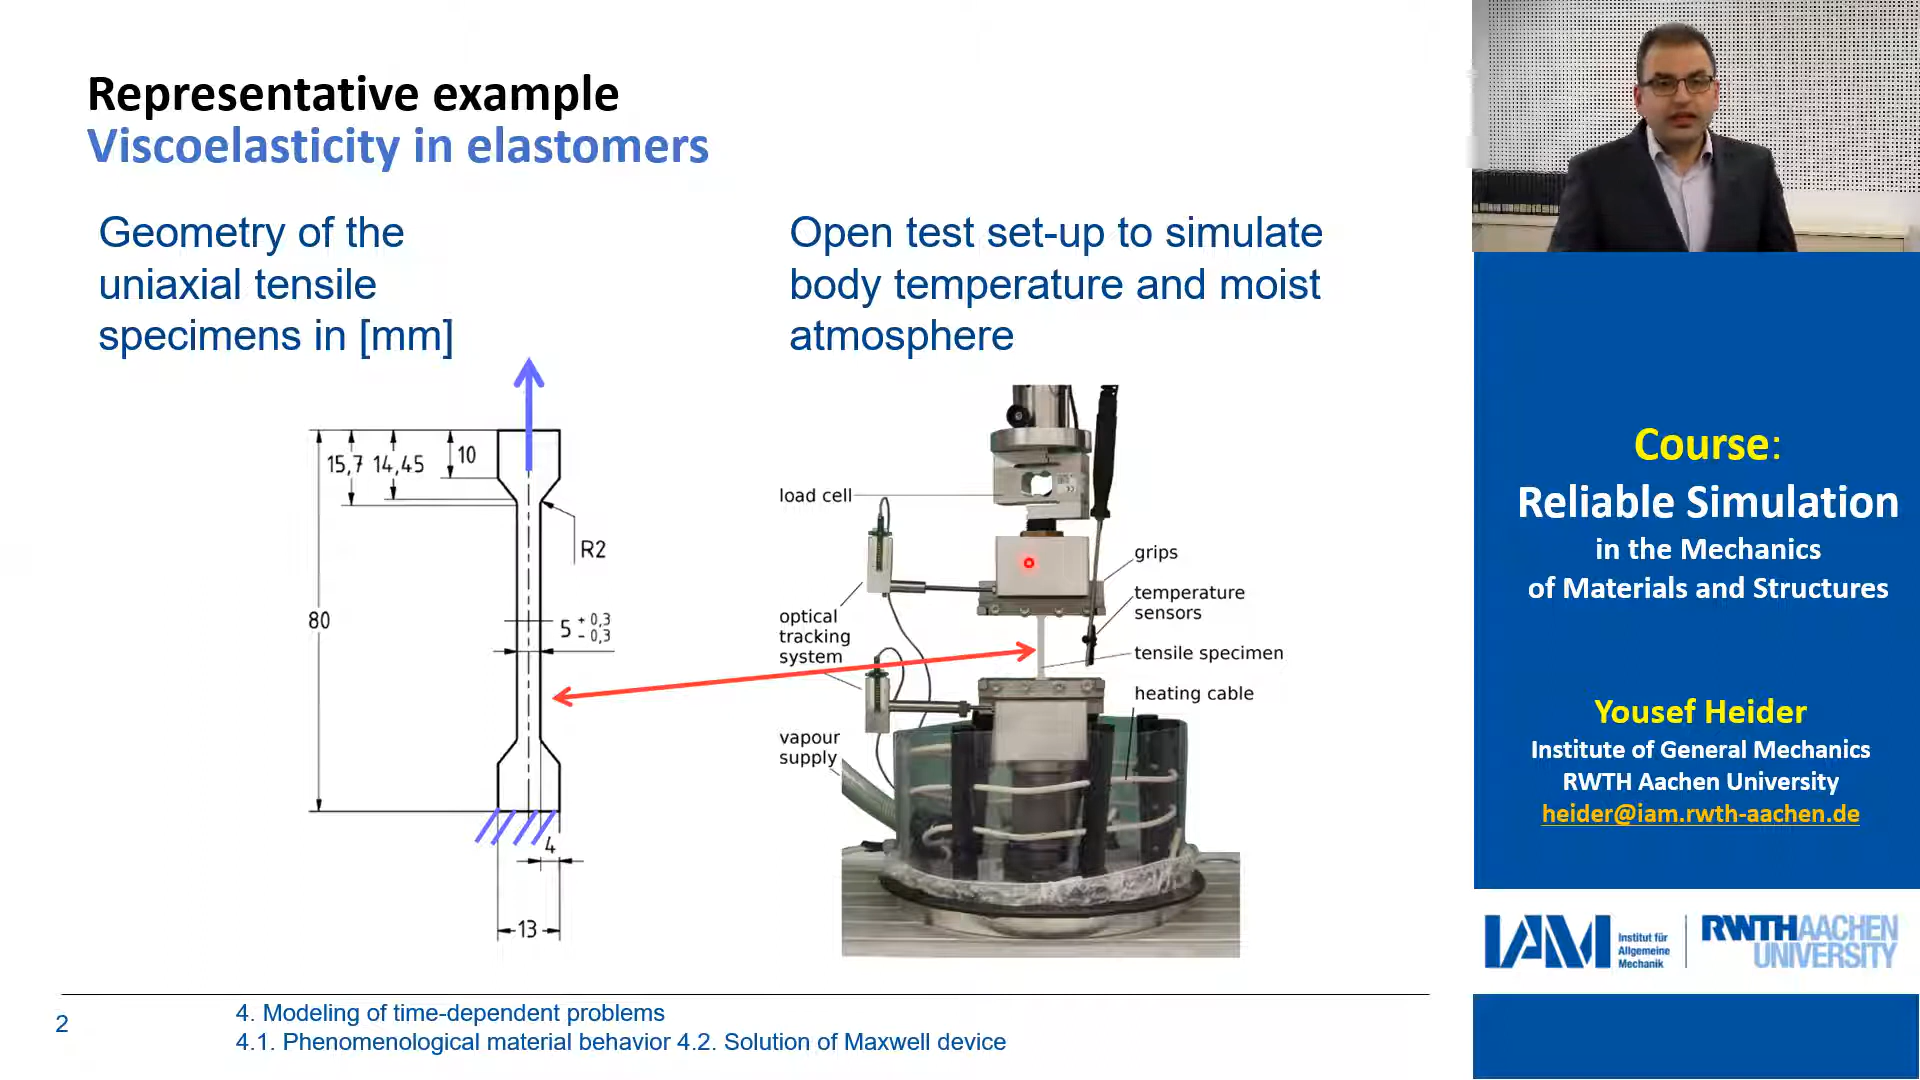 Representative example
Viscoelasticity in elastomers
Geometry of the
uniaxial tensile
specimens in [mm]
Open test set-up to simulate
body temperature and moist
atmosphere
15,7
14,45
10
R2
80
5 + 0,3
- 0,3
4
13
load cell
optical
tracking
system
vapour
supply
grips
temperature
sensors
tensile specimen
heating cable
Course:
Reliable Simulation
in the Mechanics
of Materials and Structures
Yousef Heider
Institute of General Mechanics
RWTH Aachen University
heider@iam.rwth-aachen.de
IAM
Institut für
Allgemeine
Mechanik
RWTH AACHEN
UNIVERSITY
2
4. Modeling of time-dependent problems
4.1. Phenomenological material behavior 4.2. Solution of Maxwell device